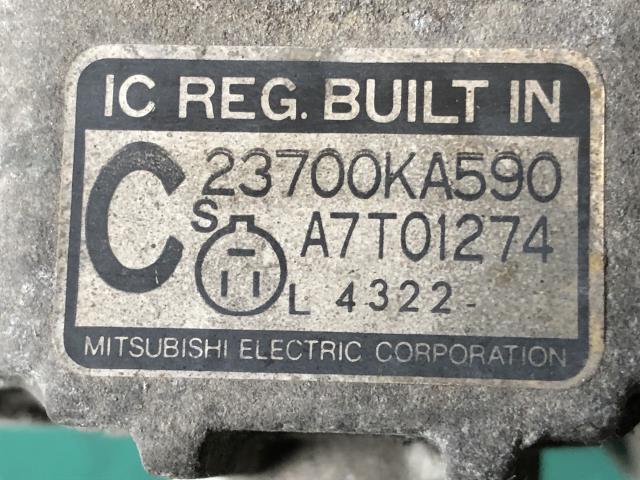 IC REG. BUILT IN
C 23700KA590
S A7T01274
L 4322-
MITSUBISHI ELECTRIC CORPORATION